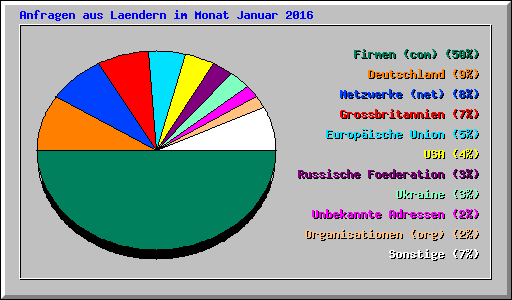 Anfragen aus Laendern im Monat Januar 2016
Firmen (com) (50%)
Deutschland (9%)
Netzwerke (net) (8%)
Grossbritannien (7%)
Europäische Union (5%)
USA (4%)
Russische Foederation (3%)
Ukraine (3%)
Unbekannte Adressen (2%)
Organisationen (org) (2%)
Sonstige (7%)